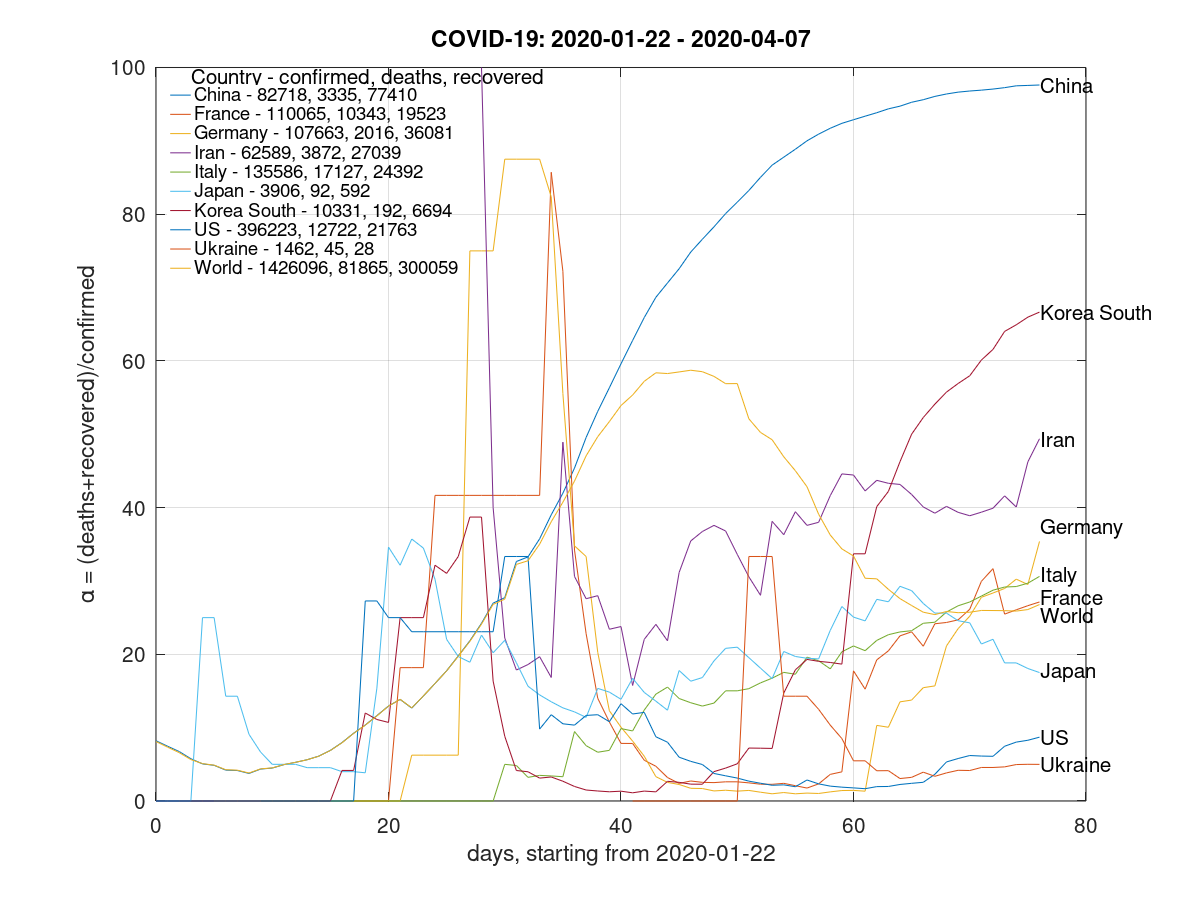 COVID-19: 2020-01-22 - 2020-04-07
100
80
60
40
20
0
α = (deaths+recovered)/confirmed
Country - confirmed, deaths, recovered
China - 82718, 3335, 77410
France - 110065, 10343, 19523
Germany - 107663, 2016, 36081
Iran - 62589, 3872, 27039
Italy - 135586, 17127, 24392
Japan - 3906, 92, 592
Korea South - 10331, 192, 6694
US - 396223, 12722, 21763
Ukraine - 1462, 45, 28
World - 1426096, 81865, 300059
China
Korea South
Iran
Germany
Italy
France
World
Japan
US
Ukraine
0 20 40 60 80
days, starting from 2020-01-22